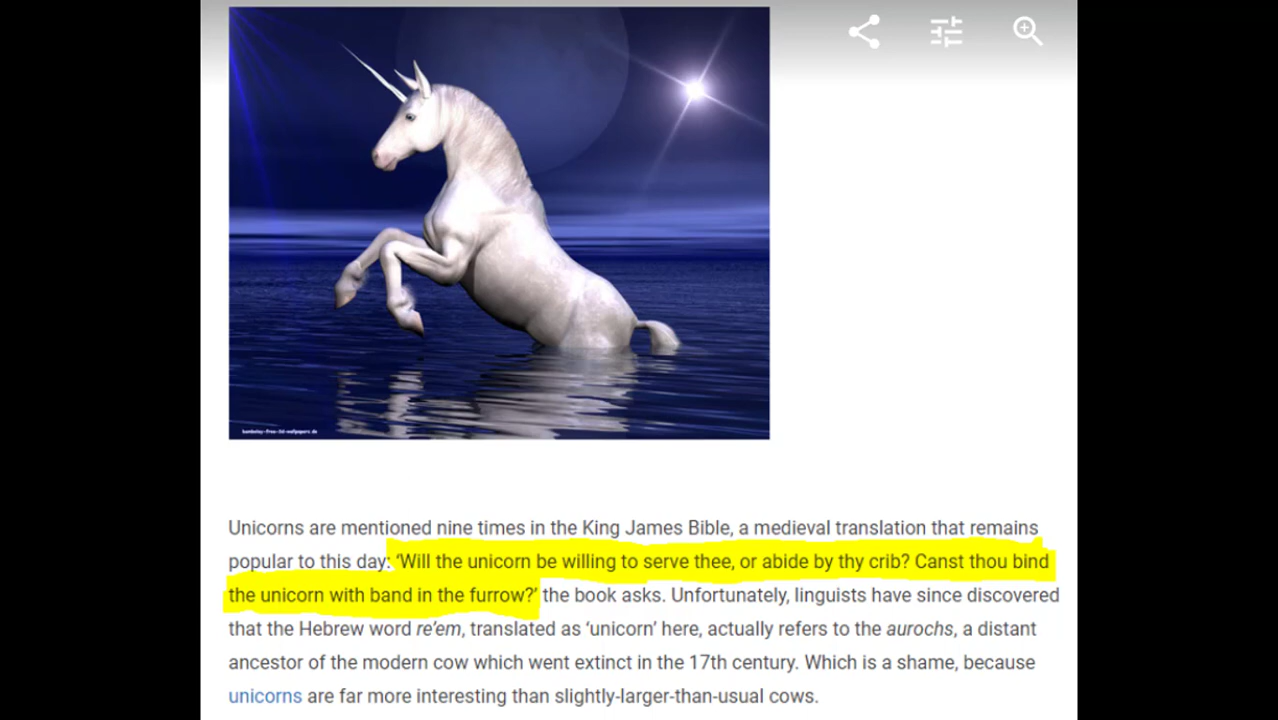 Unicorns are mentioned nine times in the King James Bible, a medieval translation that remains
popular to this day: ‘Will the unicorn be willing to serve thee, or abide by thy crib? Canst thou bind
the unicorn with band in the furrow?’ the book asks. Unfortunately, linguists have since discovered
that the Hebrew word re’em, translated as ‘unicorn’ here, actually refers to the aurochs, a distant
ancestor of the modern cow which went extinct in the 17th century. Which is a shame, because
unicorns are far more interesting than slightly-larger-than-usual cows.